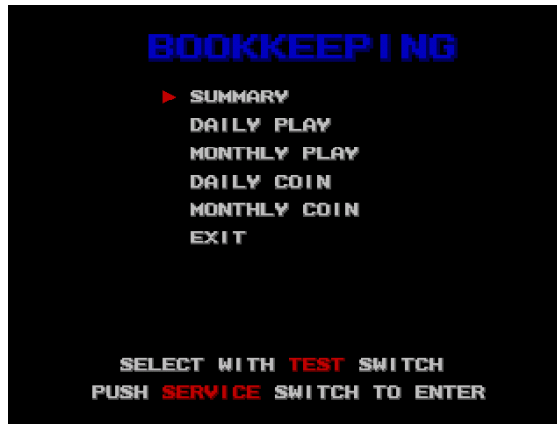 BOOKKEEPING
SUMMARY
DAILY PLAY
MONTHLY PLAY
DAILY COIN
MONTHLY COIN
EXIT
SELECT WITH TEST SWITCH
PUSH SERVICE SWITCH TO ENTER